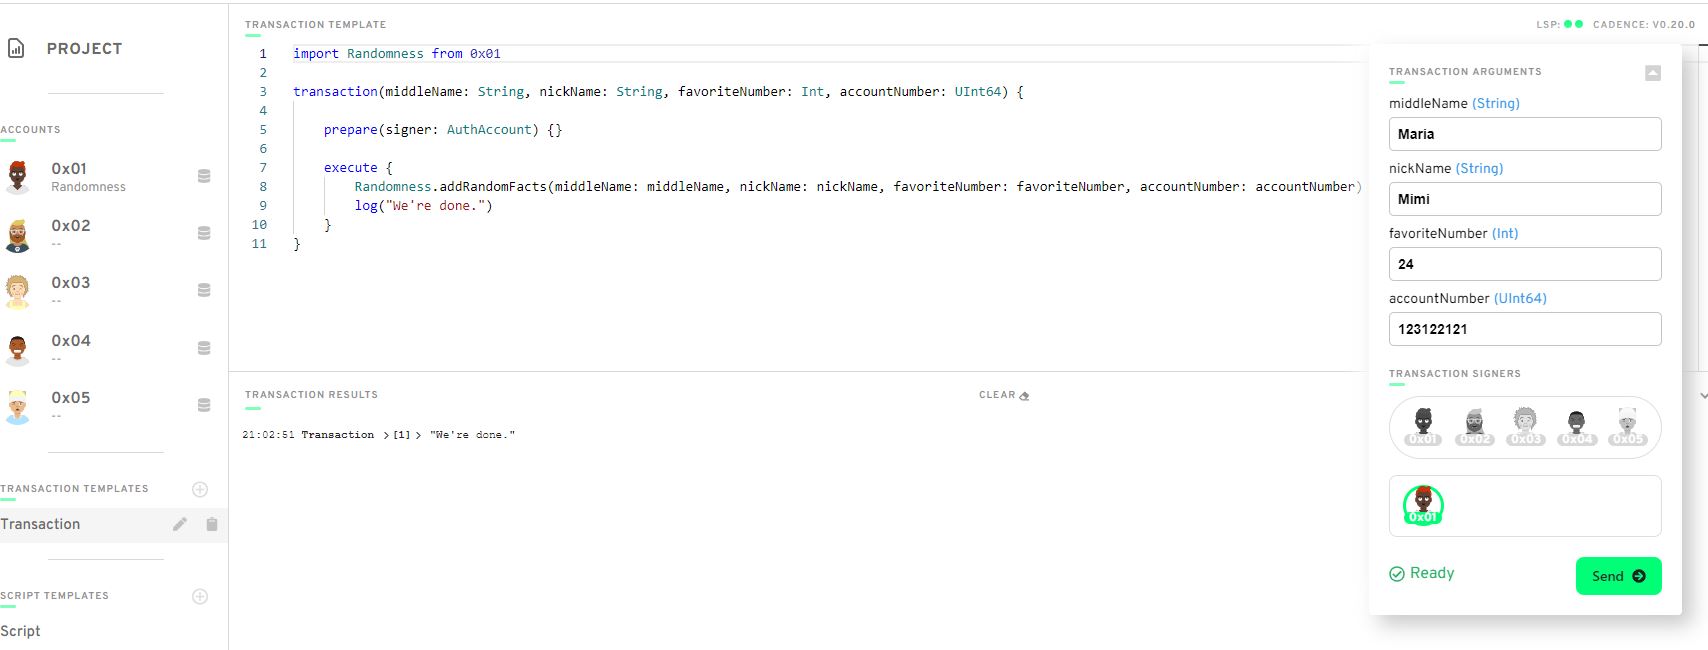 PROJECT
ACCOUNTS
0x01
Randomness
0x02
--
0x03
--
0x04
--
0x05
--
TRANSACTION TEMPLATES
Transaction
SCRIPT TEMPLATES
Script
TRANSACTION TEMPLATE
LSP: CADENCE: V0.20.0
1 import Randomness from 0x01
2
3 transaction(middleName: String, nickName: String, favoriteNumber: Int, accountNumber: UInt64) {
4
5 prepare(signer: AuthAccount) {}
6
7 execute {
8 Randomness.addRandomFacts(middleName: middleName, nickName: nickName, favoriteNumber: favoriteNumber, accountNumber: accountNumber)
9 log("We're done.")
10 }
11 }
TRANSACTION RESULTS
CLEAR
21:02:51 Transaction >[1] > "We're done."
TRANSACTION ARGUMENTS
middleName (String)
Maria
nickName (String)
Mimi
favoriteNumber (Int)
24
accountNumber (UInt64)
123122121
TRANSACTION SIGNERS
0x01 0x02 0x03 0x04 0x05
0x01
Ready
Send